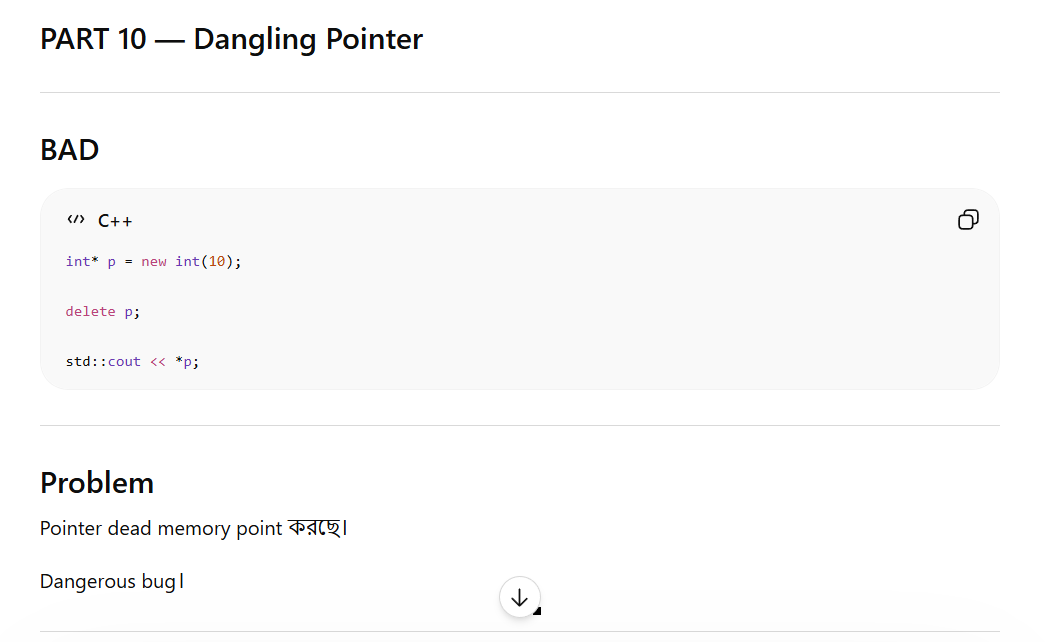 PART 10 — Dangling Pointer
BAD
C++
int* p = new int(10);
delete p;
std::cout << *p;
Problem
Pointer dead memory point করছে।
Dangerous bug।